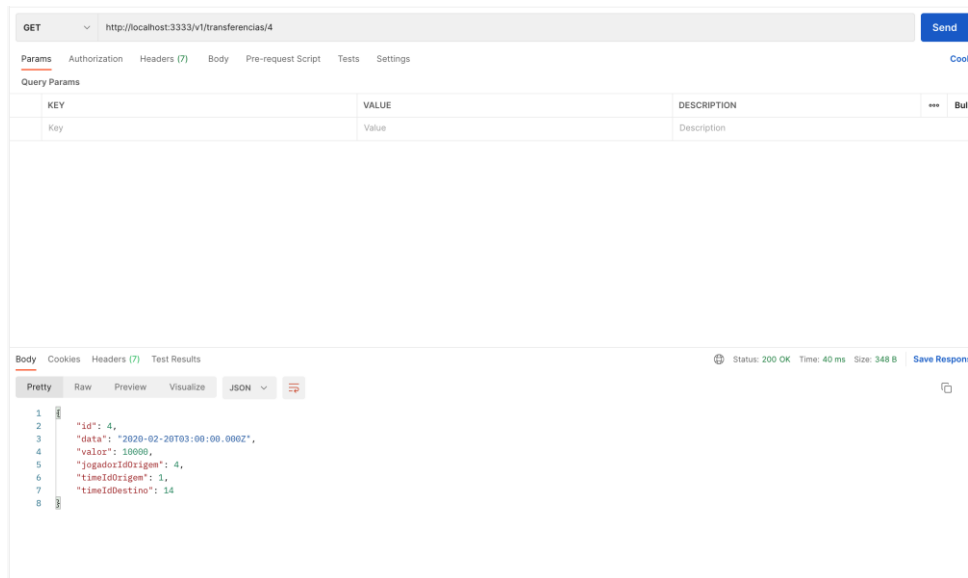 GET http://localhost:3333/v1/transferencias/4 Send
Params Authorization Headers (7) Body Pre-request Script Tests Settings
Query Params
KEY VALUE DESCRIPTION
Key Value Description
Body Cookies Headers (7) Test Results Status: 200 OK Time: 40 ms Size: 348 B
Pretty Raw Preview Visualize JSON
1 {
2 "id": 4,
3 "data": "2020-02-20T03:00:00.000Z",
4 "valor": 10000,
5 "jogadorIdOrigem": 4,
6 "timeIdOrigem": 1,
7 "timeIdDestino": 14
8 }